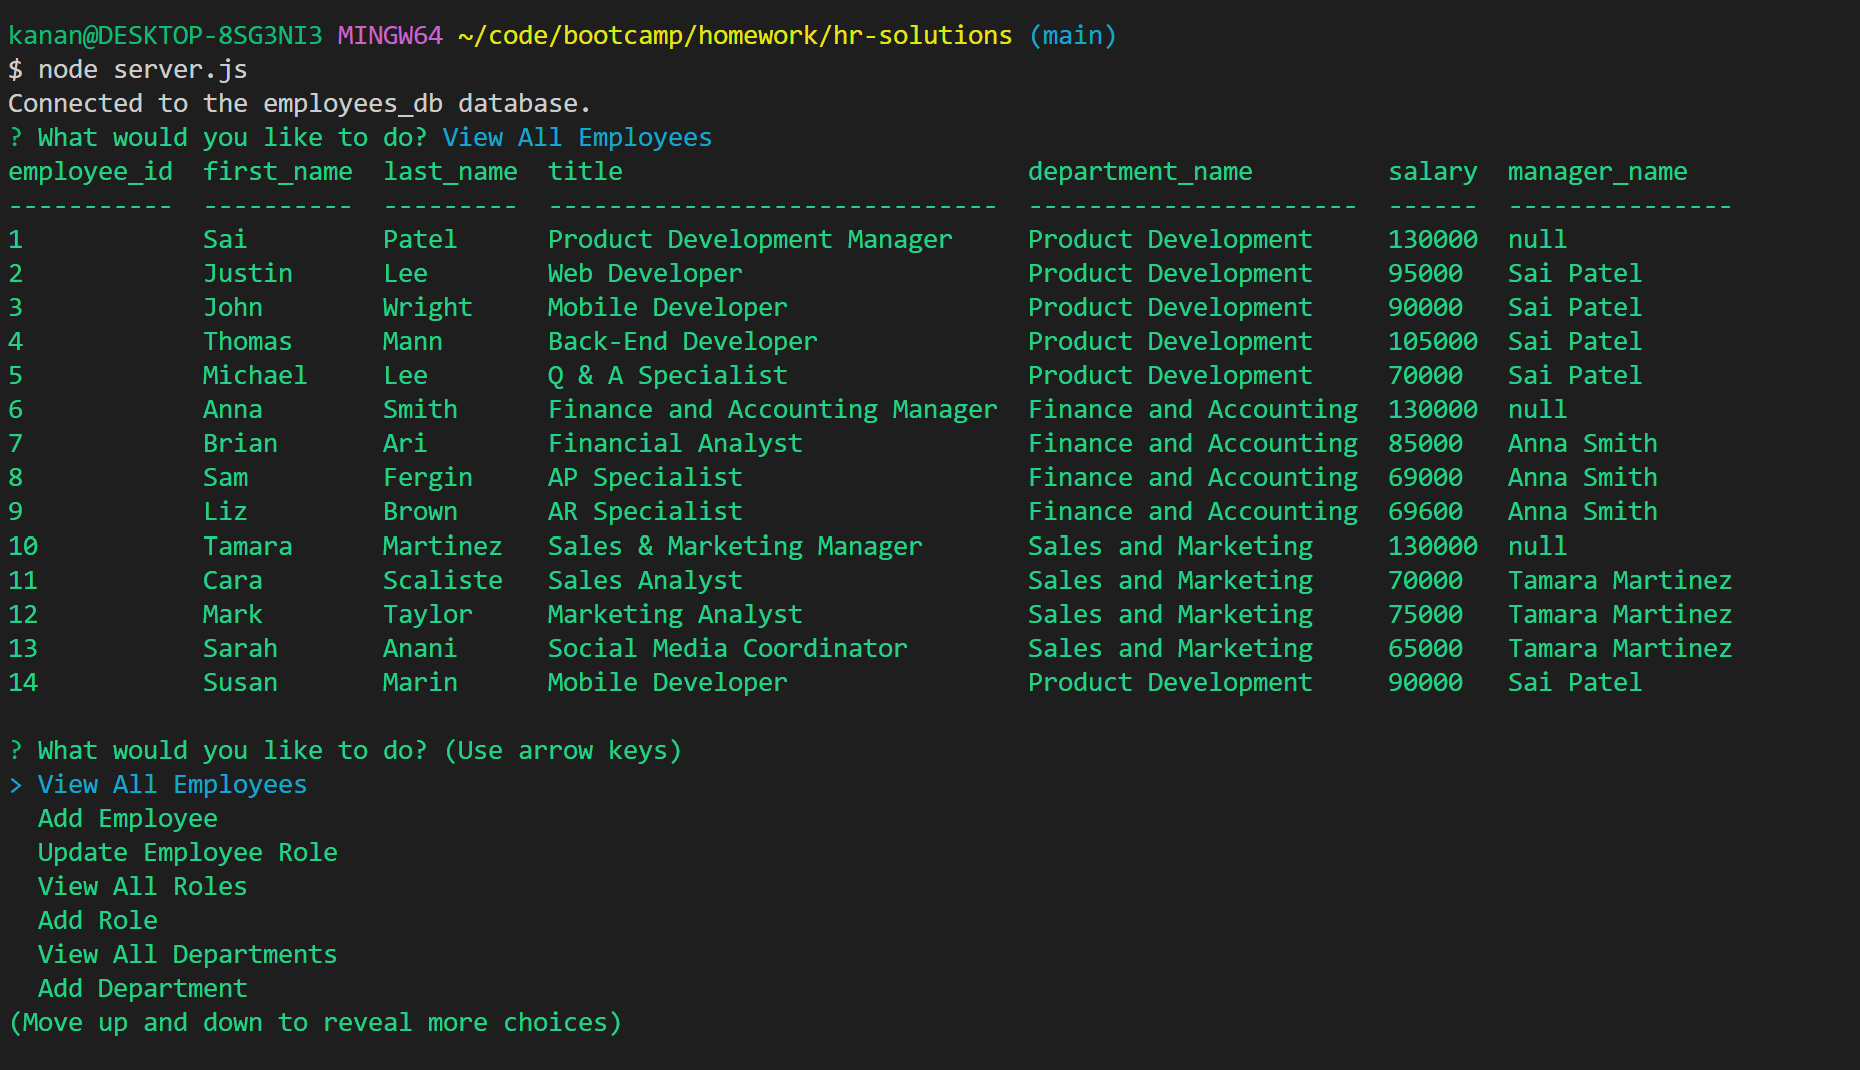 kanan@DESKTOP-8SG3NI3 MINGW64 ~/code/bootcamp/homework/hr-solutions (main)
$ node server.js
Connected to the employees_db database.
? What would you like to do? View All Employees
employee_id  first_name  last_name  title                           department_name         salary  manager_name
-----------  ----------  ---------  ------------------------------  ----------------------  ------  ---------------
1            Sai         Patel      Product Development Manager     Product Development     130000  null
2            Justin      Lee        Web Developer                   Product Development     95000   Sai Patel
3            John        Wright     Mobile Developer                Product Development     90000   Sai Patel
4            Thomas      Mann       Back-End Developer              Product Development     105000  Sai Patel
5            Michael     Lee        Q & A Specialist                Product Development     70000   Sai Patel
6            Anna        Smith      Finance and Accounting Manager  Finance and Accounting  130000  null
7            Brian       Ari        Financial Analyst               Finance and Accounting  85000   Anna Smith
8            Sam         Fergin     AP Specialist                   Finance and Accounting  69000   Anna Smith
9            Liz         Brown      AR Specialist                   Finance and Accounting  69600   Anna Smith
10           Tamara      Martinez   Sales & Marketing Manager       Sales and Marketing     130000  null
11           Cara        Scaliste   Sales Analyst                   Sales and Marketing     70000   Tamara Martinez
12           Mark        Taylor     Marketing Analyst               Sales and Marketing     75000   Tamara Martinez
13           Sarah       Anani      Social Media Coordinator        Sales and Marketing     65000   Tamara Martinez
14           Susan       Marin      Mobile Developer                Product Development     90000   Sai Patel

? What would you like to do? (Use arrow keys)
> View All Employees
  Add Employee
  Update Employee Role
  View All Roles
  Add Role
  View All Departments
  Add Department
(Move up and down to reveal more choices)